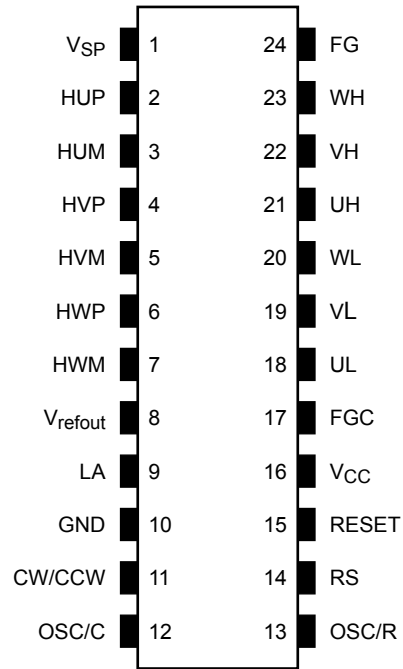 VSP 1 24 FG
HUP 2 23 WH
HUM 3 22 VH
HVP 4 21 UH
HVM 5 20 WL
HWP 6 19 VL
HWM 7 18 UL
Vrefout 8 17 FGC
LA 9 16 VCC
GND 10 15 RESET
CW/CCW 11 14 RS
OSC/C 12 13 OSC/R